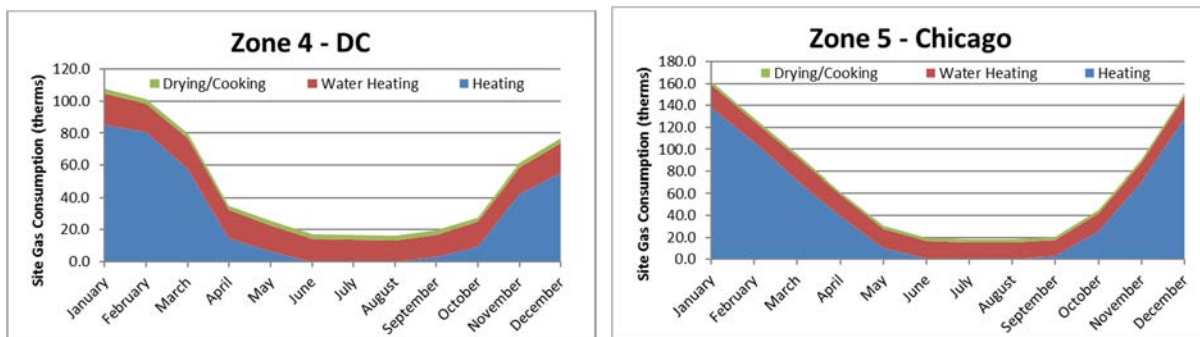 Zone 4 - DC
Drying/Cooking Water Heating Heating
Site Gas Consumption (therms)
120.0
100.0
80.0
60.0
40.0
20.0
0.0
January
February
March
April
May
June
July
August
September
October
November
December
Zone 5 - Chicago
Drying/Cooking Water Heating Heating
Site Gas Consumption (therms)
180.0
160.0
140.0
120.0
100.0
80.0
60.0
40.0
20.0
0.0
January
February
March
April
May
June
July
August
September
October
November
December